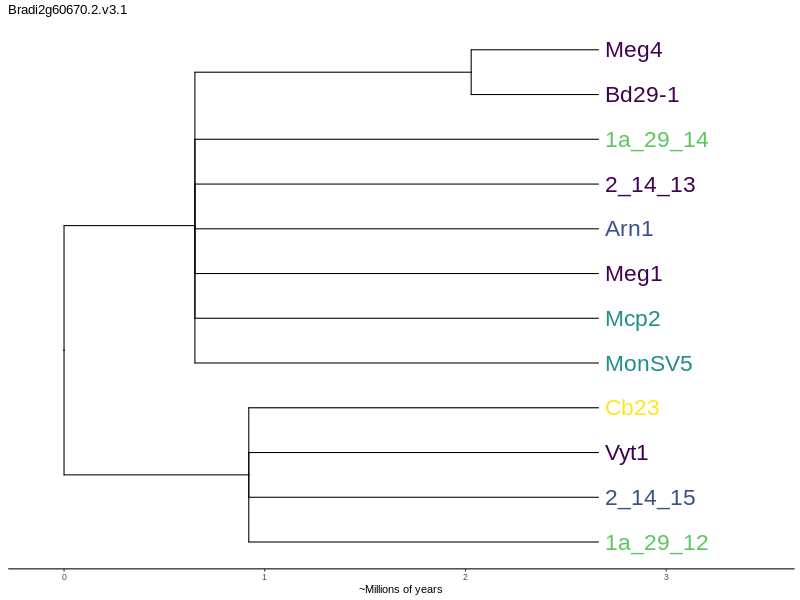 Bradi2g60670.2.v3.1
Meg4
Bd29-1
1a_29_14
2_14_13
Arn1
Meg1
Mcp2
MonSV5
Cb23
Vyt1
2_14_15
1a_29_12
0 1 2 3
~Millions of years